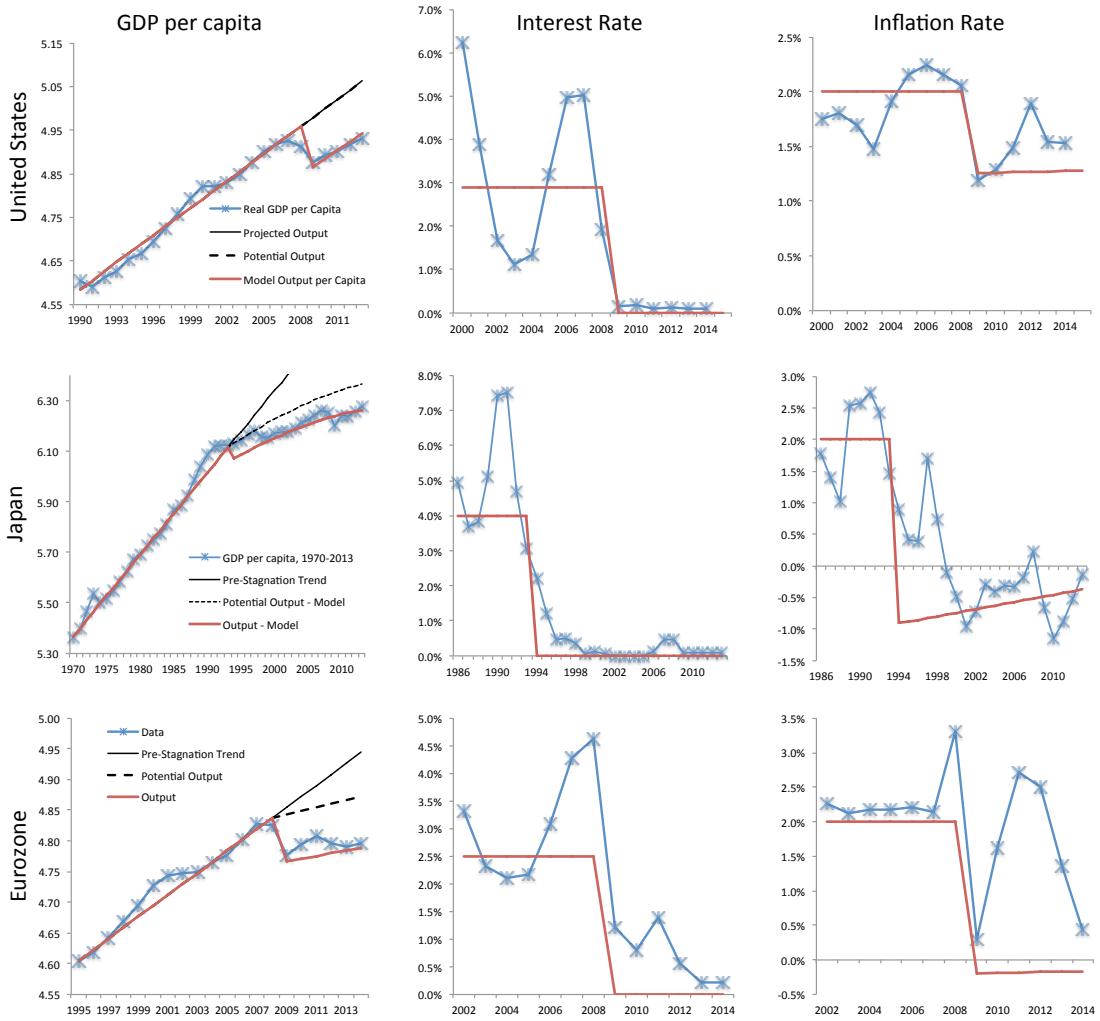 GDP per capita
Interest Rate
Inflation Rate
United States
5.15
5.05
4.95
4.85
4.75
4.65
4.55
Real GDP per Capita
Projected Output
Potential Output
Model Output per Capita
1990 1993 1996 1999 2002 2005 2008 2011
7.0%
6.0%
5.0%
4.0%
3.0%
2.0%
1.0%
0.0%
2000 2002 2004 2006 2008 2010 2012 2014
2.5%
2.0%
1.5%
1.0%
0.5%
0.0%
2000 2002 2004 2006 2008 2010 2012 2014
Japan
6.30
6.10
5.90
5.70
5.50
5.30
GDP per capita, 1970-2013
Pre-Stagnation Trend
Potential Output - Model
Output - Model
1970 1975 1980 1985 1990 1995 2000 2005 2010
8.0%
7.0%
6.0%
5.0%
4.0%
3.0%
2.0%
1.0%
0.0%
1986 1990 1994 1998 2002 2006 2010
3.0%
2.5%
2.0%
1.5%
1.0%
0.5%
0.0%
-0.5%
-1.0%
-1.5%
1986 1990 1994 1998 2002 2006 2010
Eurozone
5.00
4.95
4.90
4.85
4.80
4.75
4.70
4.65
4.60
4.55
Data
Pre-Stagnation Trend
Potential Output
Output
1995 1997 1999 2001 2003 2005 2007 2009 2011 2013
5.0%
4.5%
4.0%
3.5%
3.0%
2.5%
2.0%
1.5%
1.0%
0.5%
0.0%
2002 2004 2006 2008 2010 2012 2014
3.5%
3.0%
2.5%
2.0%
1.5%
1.0%
0.5%
0.0%
-0.5%
2002 2004 2006 2008 2010 2012 2014